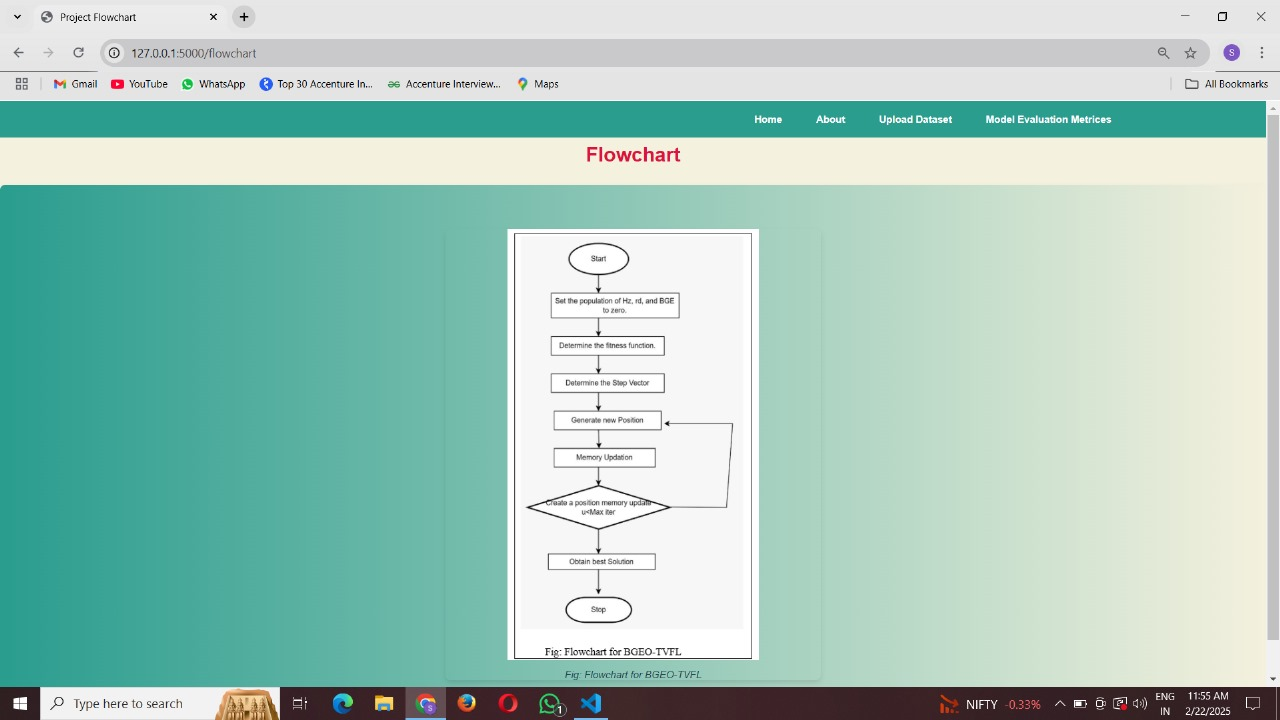 Project Flowchart
127.0.0.1:5000/flowchart
S
Gmail
YouTube
WhatsApp
Top 30 Accenture In...
Accenture Interview...
Maps
All Bookmarks
Home
About
Upload Dataset
Model Evaluation Metrices
Flowchart
Start
Set the population of Hz, rd, and BGE
to zero.
Determine the fitness function.
Determine the Step Vector
Generate new Position
Memory Updation
Create a position memory update
u<Max iter
Obtain best Solution
Stop
Fig: Flowchart for BGEO-TVFL
Fig: Flowchart for BGEO-TVFL
Type here to search
1
NIFTY -0.33%
ENG
IN
11:55 AM
2/22/2025